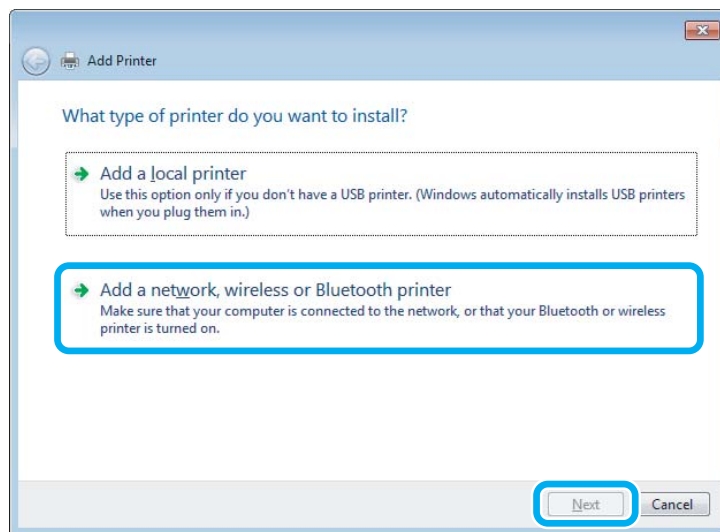 Add Printer
What type of printer do you want to install?
Add a local printer
Use this option only if you don't have a USB printer. (Windows automatically installs USB printers
when you plug them in.)
Add a network, wireless or Bluetooth printer
Make sure that your computer is connected to the network, or that your Bluetooth or wireless
printer is turned on.
Next Cancel